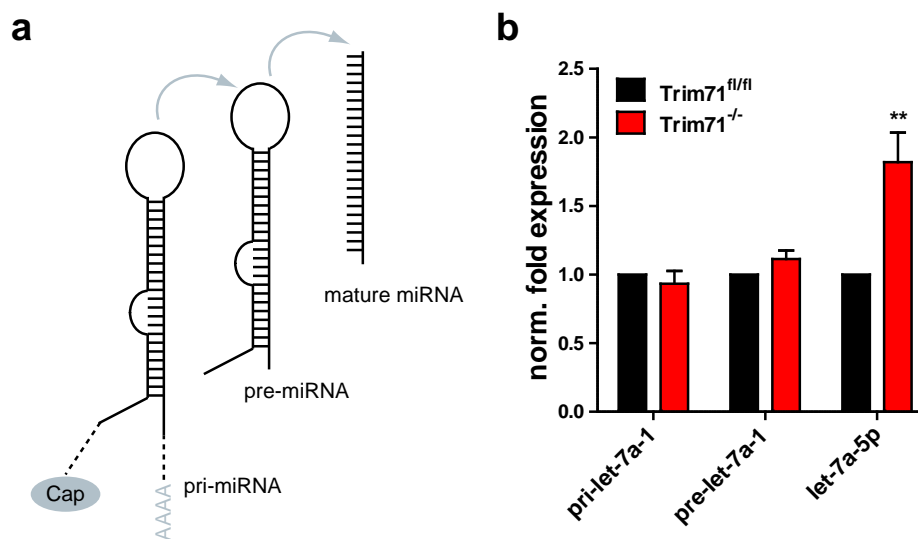 a
mature miRNA
pre-miRNA
pri-miRNA
Cap
AAAA
b
norm. fold expression
2.5
2.0
1.5
1.0
0.5
0.0
Trim71fl/fl
Trim71-/-
**
pri-let-7a-1
pre-let-7a-1
let-7a-5p